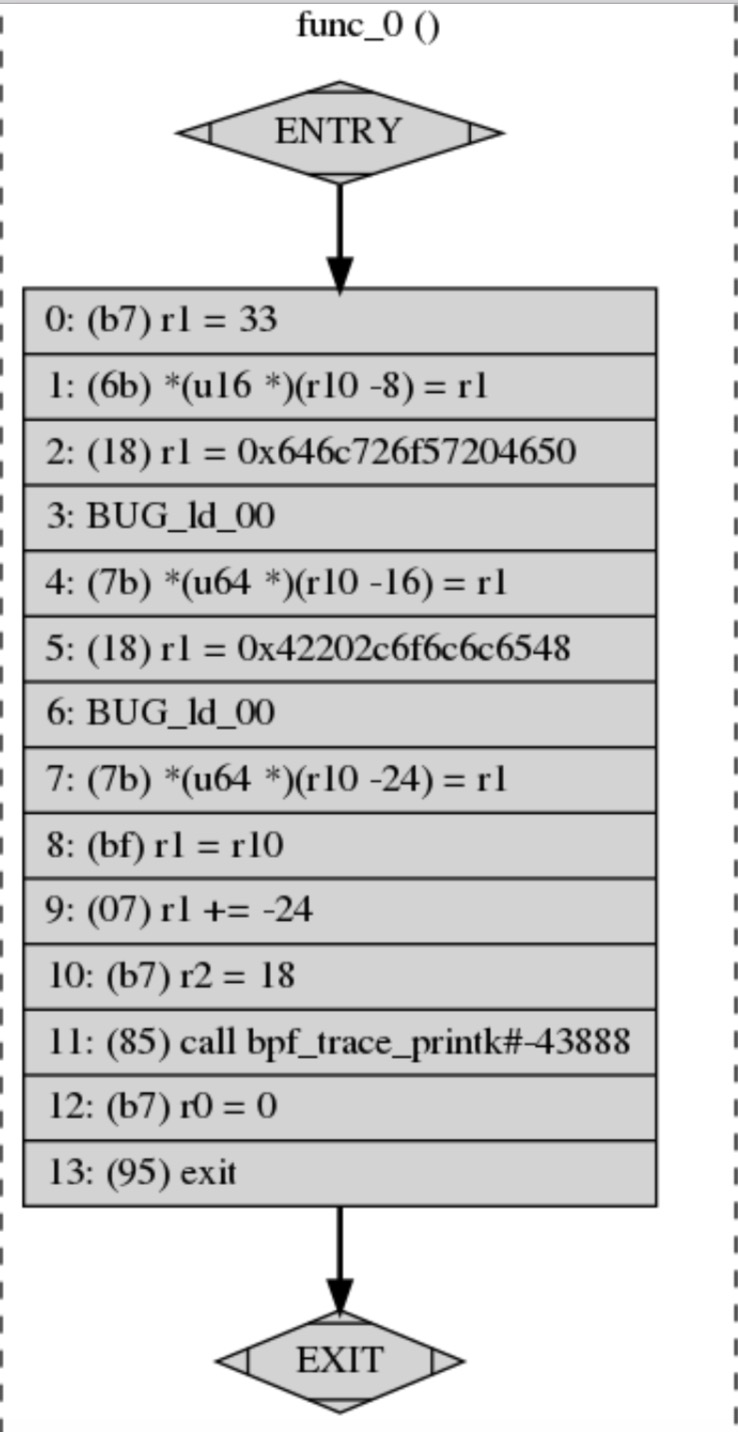 func_0 ()
ENTRY
0: (b7) r1 = 33
1: (6b) *(u16 *)(r10 -8) = r1
2: (18) r1 = 0x646c726f57204650
3: BUG_ld_00
4: (7b) *(u64 *)(r10 -16) = r1
5: (18) r1 = 0x42202c6f6c6c6548
6: BUG_ld_00
7: (7b) *(u64 *)(r10 -24) = r1
8: (bf) r1 = r10
9: (07) r1 += -24
10: (b7) r2 = 18
11: (85) call bpf_trace_printk#-43888
12: (b7) r0 = 0
13: (95) exit
EXIT